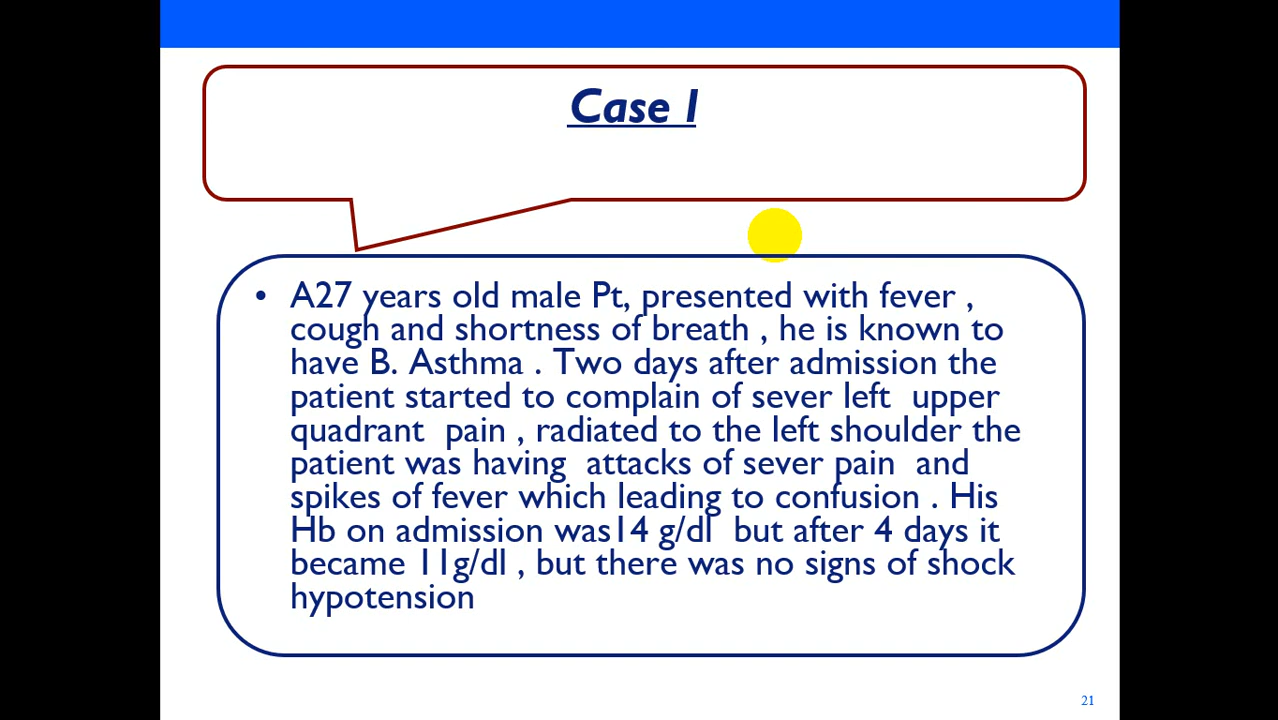 Case 1
• A27 years old male Pt, presented with fever ,
cough and shortness of breath , he is known to
have B. Asthma . Two days after admission the
patient started to complain of sever left upper
quadrant pain , radiated to the left shoulder the
patient was having attacks of sever pain and
spikes of fever which leading to confusion . His
Hb on admission was14 g/dl but after 4 days it
became 11g/dl , but there was no signs of shock
hypotension
21